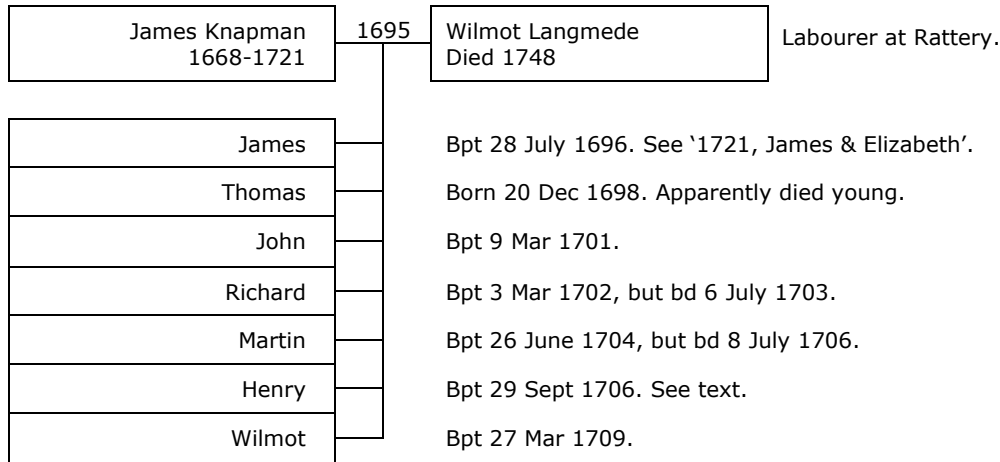 James Knapman 1695 Wilmot Langmede Labourer at Rattery.
1668-1721 Died 1748
James Bpt 28 July 1696. See ‘1721, James & Elizabeth’.
Thomas Born 20 Dec 1698. Apparently died young.
John Bpt 9 Mar 1701.
Richard Bpt 3 Mar 1702, but bd 6 July 1703.
Martin Bpt 26 June 1704, but bd 8 July 1706.
Henry Bpt 29 Sept 1706. See text.
Wilmot Bpt 27 Mar 1709.